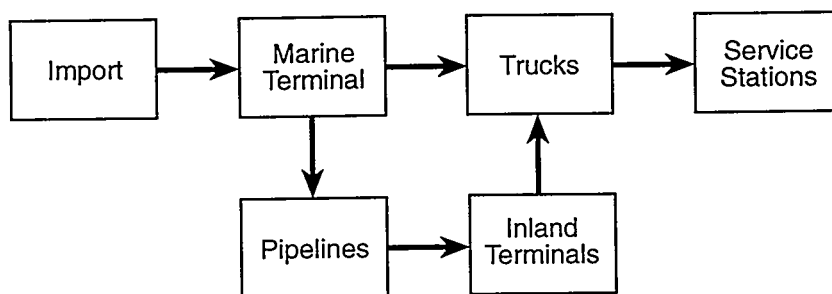 Import
Marine
Terminal
Trucks
Service
Stations
Pipelines
Inland
Terminals